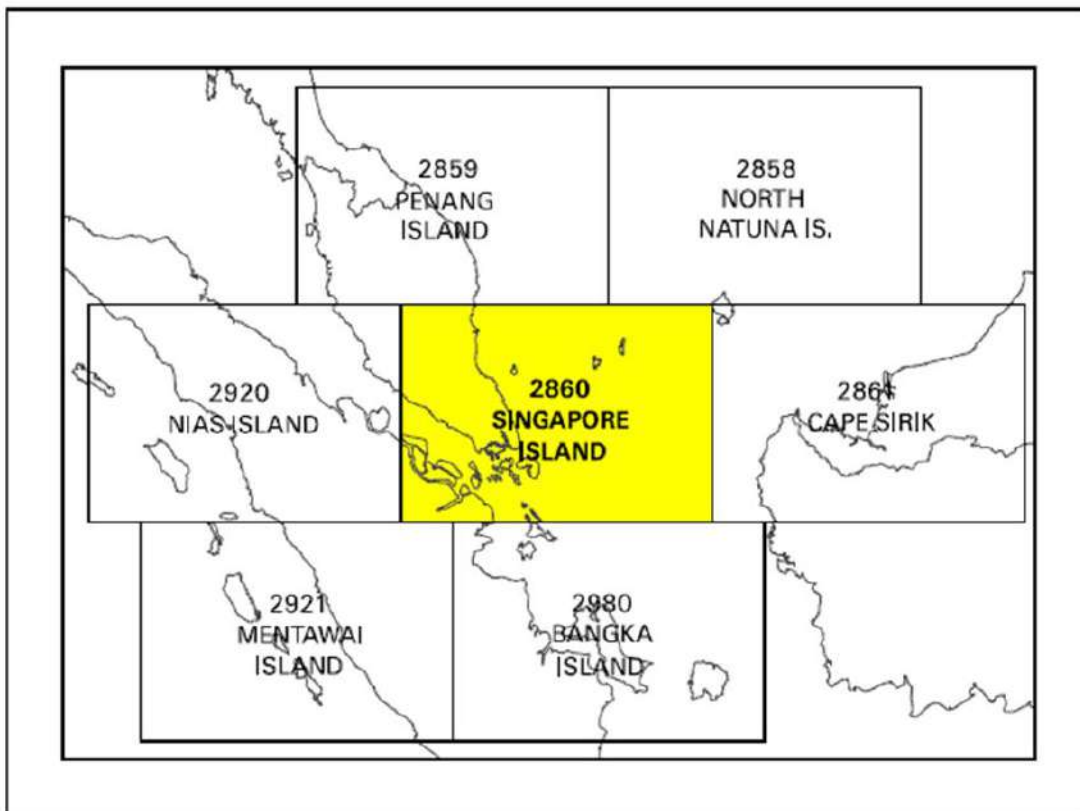 2859
PENANG
ISLAND
2858
NORTH
NATUNA IS.
2920
NIAS ISLAND
2860
SINGAPORE
ISLAND
2861
CAPE SIRIK
2921
MENTAWAI
ISLAND
2980
BANGKA
ISLAND